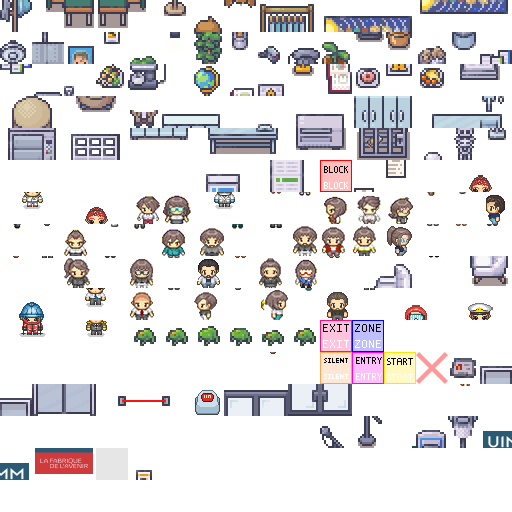 BLOCK
BLOCK
EXIT ZONE
EXIT ZONE
SILENT ENTRY START
SILENT ENTRY START
UIN
MM
LA FABRIQUE
DE L'AVENIR